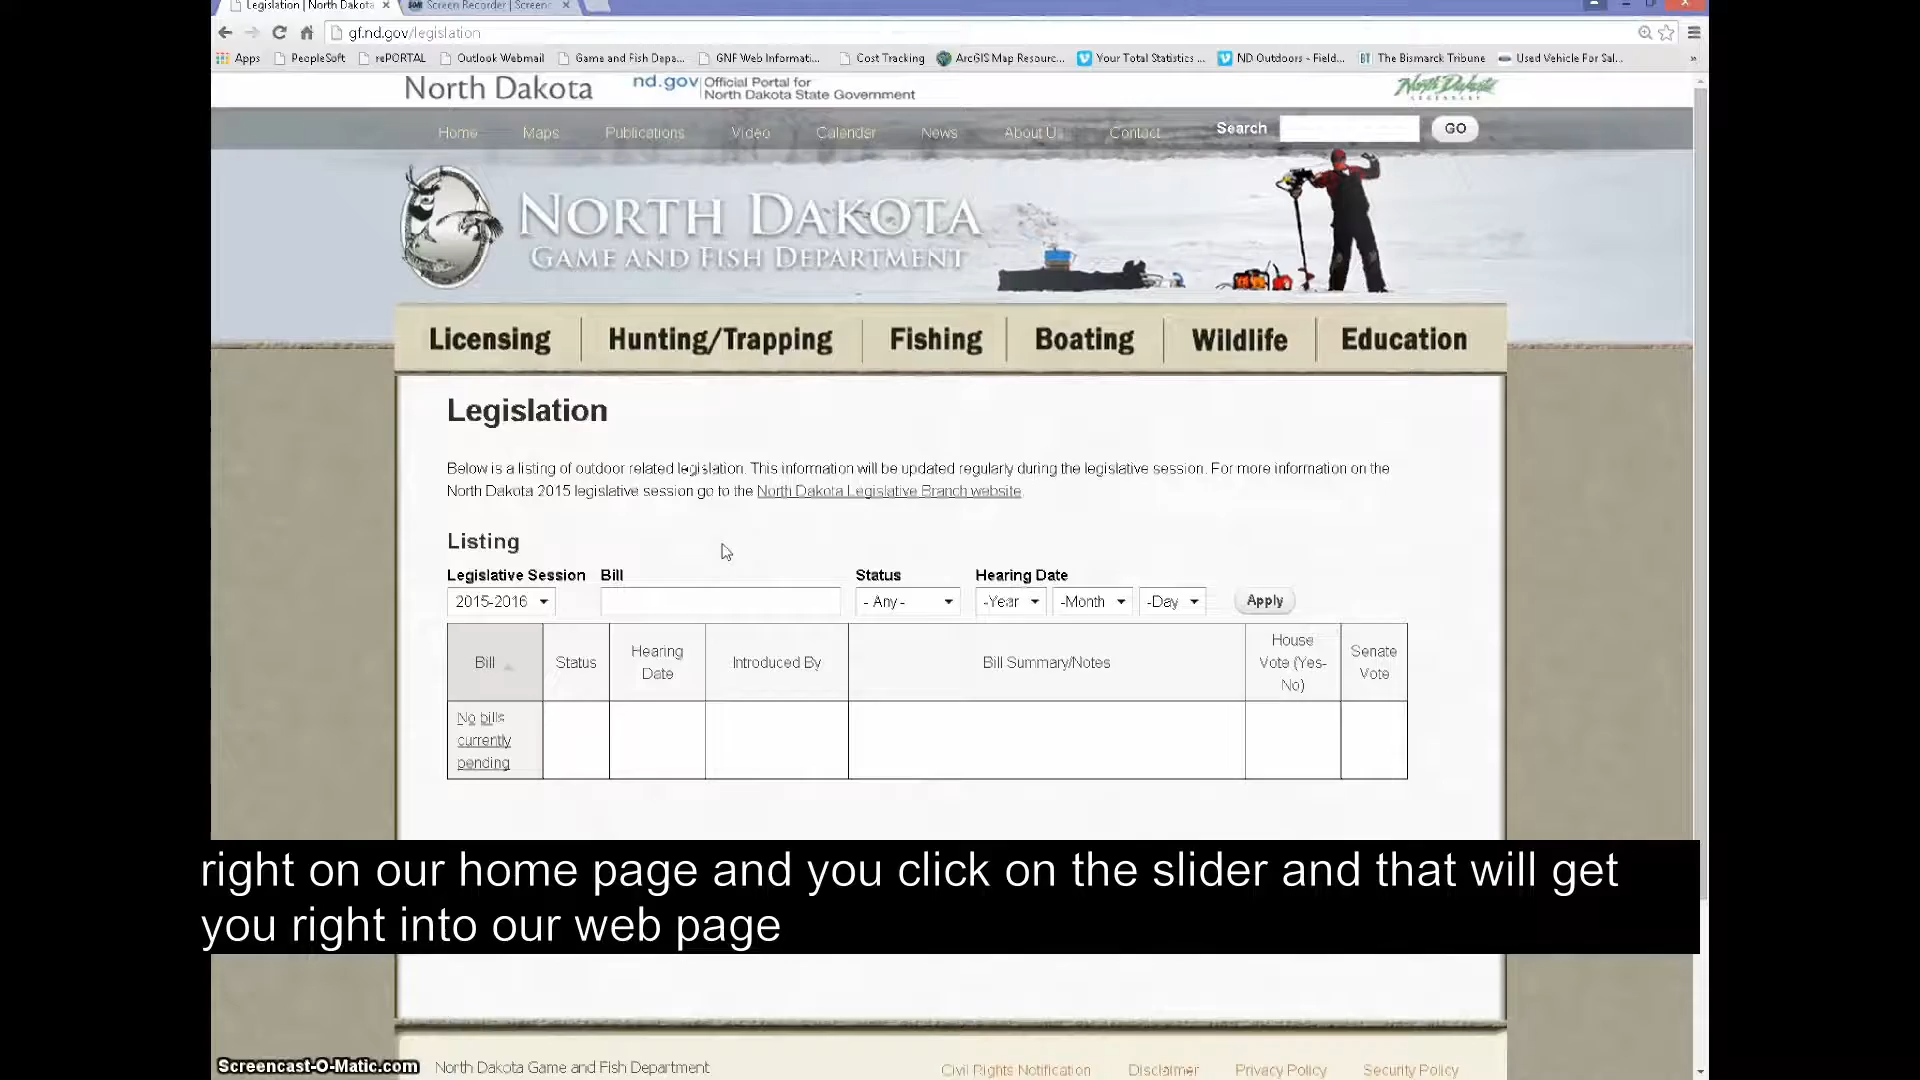 Legislation | North Dakota
Screen Recorder | Screen
gf.nd.gov/legislation
Apps PeopleSoft rePORTAL Outlook Webmail Game and Fish Depa... GNF Web Informati... Cost Tracking ArcGIS Map Resourc... Your Total Statistics ... ND Outdoors - Field... BT The Bismarck Tribune Used Vehicle For Sal... »
North Dakota nd.gov Official Portal for
North Dakota State Government
North Dakota
LEGENDARY
Home Maps Publications Video Calendar News About Us Contact Search GO
NORTH DAKOTA
GAME AND FISH DEPARTMENT
Licensing Hunting/Trapping Fishing Boating Wildlife Education
Legislation
Below is a listing of outdoor related legislation. This information will be updated regularly during the legislative session. For more information on the
North Dakota 2015 legislative session go to the North Dakota Legislative Branch website
Listing
Legislative Session Bill Status Hearing Date
2015-2016 - Any - -Year -Month -Day Apply
Bill Status Hearing Date Introduced By Bill Summary/Notes House Vote (Yes-No) Senate Vote
No bills
currently
pending
right on our home page and you click on the slider and that will get
you right into our web page
Screencast-O-Matic.com
North Dakota Game and Fish Department
Civil Rights Notification Disclaimer Privacy Policy Security Policy